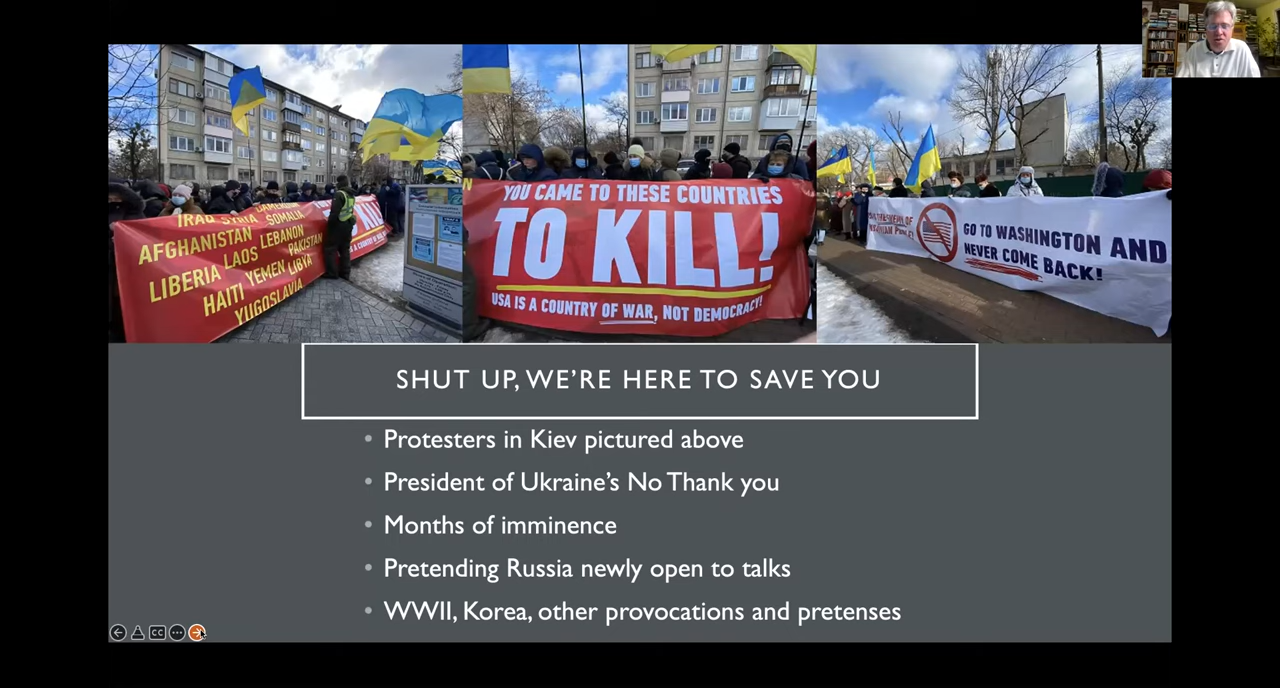 IRAQ SYRIA
SOMALIA
AFGHANISTAN
LEBANON
LIBERIA LAOS
PAKISTAN
HAITI YEMEN LIBYA
YUGOSLAVIA
YOU CAME TO THESE COUNTRIES
TO KILL!
USA IS A COUNTRY OF WAR, NOT DEMOCRACY!
GO TO WASHINGTON AND
NEVER COME BACK!
SHUT UP, WE'RE HERE TO SAVE YOU
• Protesters in Kiev pictured above
• President of Ukraine's No Thank you
• Months of imminence
• Pretending Russia newly open to talks
• WWII, Korea, other provocations and pretenses
CC